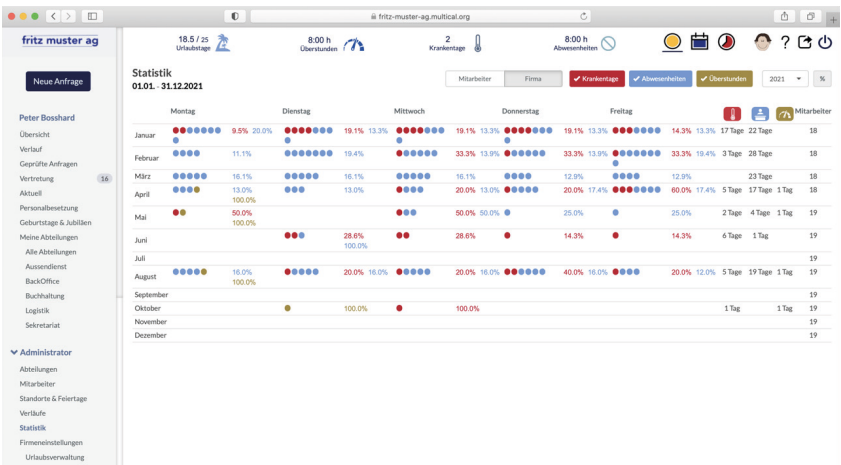 fritz-muster-ag.multical.org
fritz muster ag
18.5 / 25
Urlaubstage
8:00 h
Überstunden
2
Krankentage
8:00 h
Abwesenheiten
?
Neue Anfrage
Statistik
01.01. - 31.12.2021
Mitarbeiter
Firma
Krankentage
Abwesenheiten
Überstunden
2021
%
Peter Bosshard
Übersicht
Verlauf
Geprüfte Anfragen
Vertretung 16
Aktuell
Personalbesetzung
Geburtstage & Jubiläen
Meine Abteilungen
Alle Abteilungen
Aussendienst
BackOffice
Buchhaltung
Logistik
Sekretariat
Administrator
Abteilungen
Mitarbeiter
Standorte & Feiertage
Verläufe
Statistik
Firmeneinstellungen
Urlaubsverwaltung
Montag Dienstag Mittwoch Donnerstag Freitag Mitarbeiter
Januar 9.5% 20.0% 19.1% 13.3% 19.1% 13.3% 19.1% 13.3% 14.3% 13.3% 17 Tage 22 Tage 18
Februar 11.1% 19.4% 33.3% 13.9% 33.3% 13.9% 33.3% 19.4% 3 Tage 28 Tage 18
März 16.1% 16.1% 16.1% 12.9% 12.9% 23 Tage 18
April 13.0% 13.0% 20.0% 13.0% 20.0% 17.4% 60.0% 17.4% 5 Tage 17 Tage 1 Tag 18
100.0%
Mai 50.0% 50.0% 50.0% 25.0% 25.0% 2 Tage 4 Tage 1 Tag 19
100.0%
Juni 28.6% 28.6% 14.3% 14.3% 6 Tage 1 Tag 19
100.0%
Juli 19
August 16.0% 20.0% 16.0% 20.0% 16.0% 40.0% 16.0% 20.0% 12.0% 5 Tage 19 Tage 1 Tag 19
100.0%
September 19
Oktober 100.0% 100.0% 1 Tag 1 Tag 19
November 19
Dezember 19